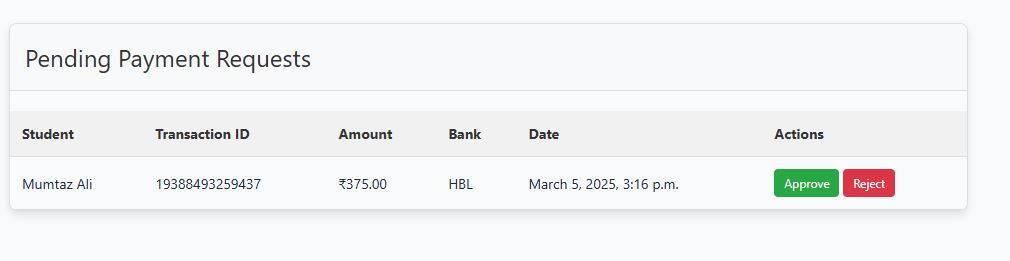 Pending Payment Requests
Student Transaction ID Amount Bank Date Actions
Mumtaz Ali 19388493259437 ₹375.00 HBL March 5, 2025, 3:16 p.m. Approve Reject